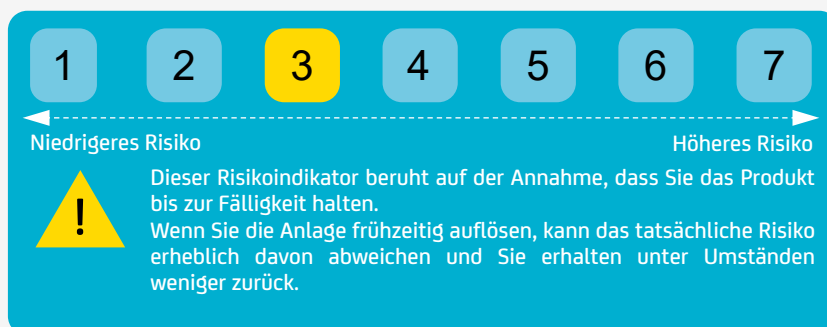 1 2 3 4 5 6 7
Niedrigeres Risiko Höheres Risiko
!
Dieser Risikoindikator beruht auf der Annahme, dass Sie das Produkt
bis zur Fälligkeit halten.
Wenn Sie die Anlage frühzeitig auflösen, kann das tatsächliche Risiko
erheblich davon abweichen und Sie erhalten unter Umständen
weniger zurück.